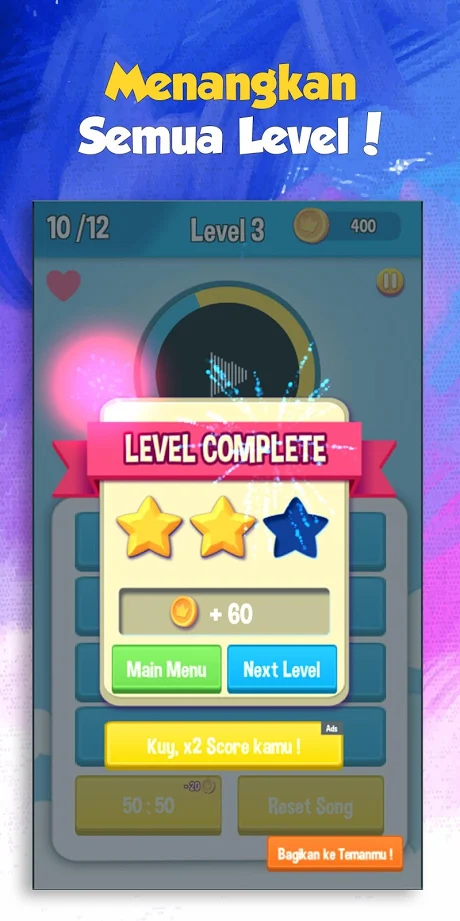 Menangkan
Semua Level !
10/12
Level 3
400
LEVEL COMPLETE
+ 60
Main Menu
Next Level
Ads
Kuy, x2 Score kamu !
-20
50 : 50
Reset Song
Bagikan ke Temanmu !